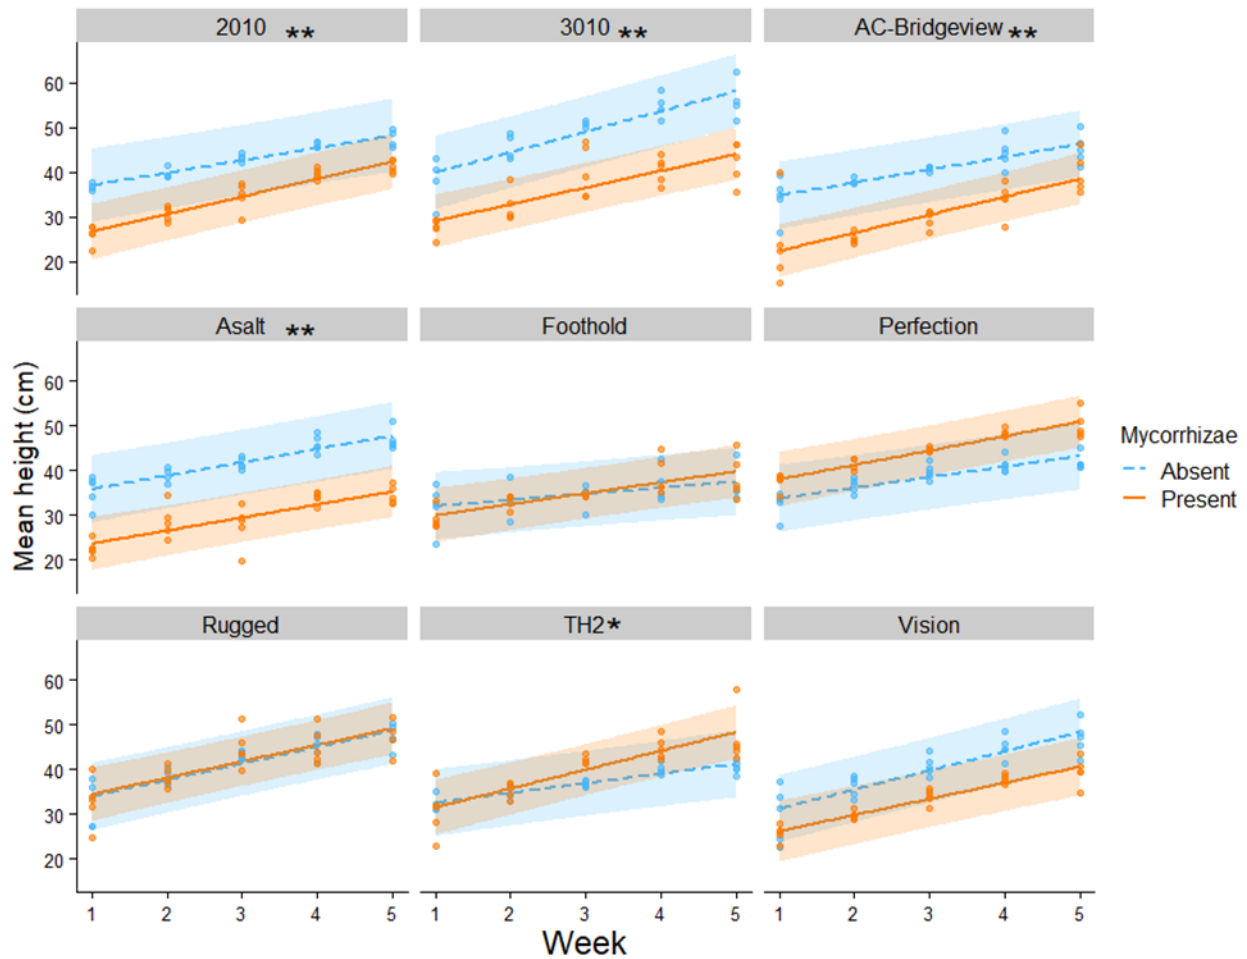 2010 **
3010 **
AC-Bridgeview **
60
50
40
30
20
Asalt **
Foothold
Perfection
60
50
40
30
20
Mean height (cm)
Mycorrhizae
Absent
Present
Rugged
TH2 *
Vision
60
50
40
30
20
1 2 3 4 5
1 2 3 4 5
1 2 3 4 5
Week